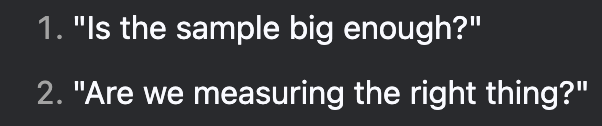 1. "Is the sample big enough?"
2. "Are we measuring the right thing?"